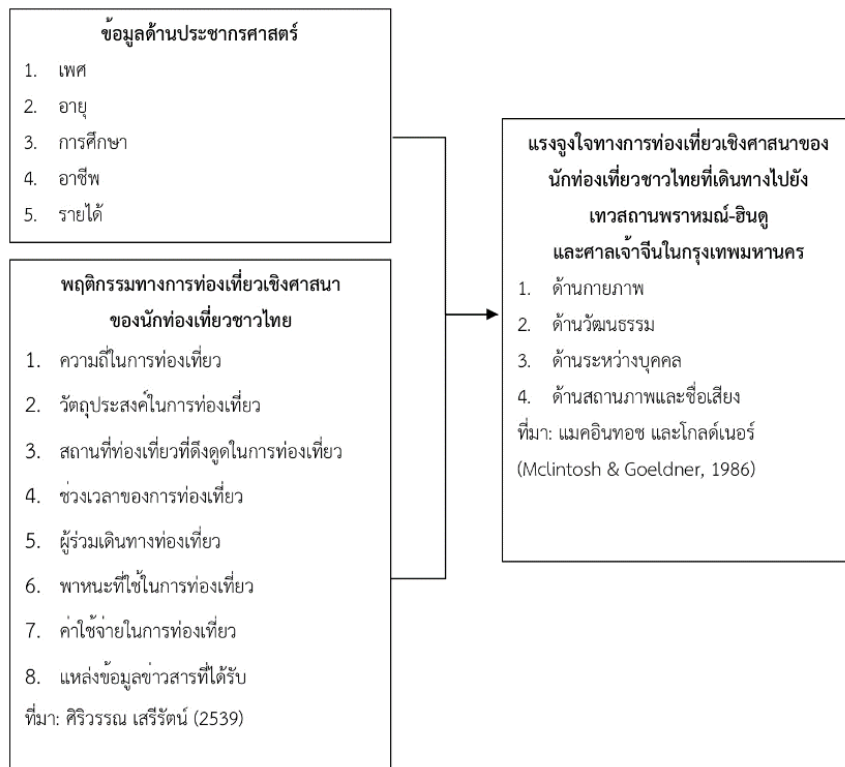 ข้อมูลด้านประชากรศาสตร์
1. เพศ
2. อายุ
3. การศึกษา
4. อาชีพ
5. รายได้
พฤติกรรมทางการท่องเที่ยวเชิงศาสนา
ของนักท่องเที่ยวชาวไทย
1. ความถี่ในการท่องเที่ยว
2. วัตถุประสงค์ในการท่องเที่ยว
3. สถานที่ท่องเที่ยวที่ดึงดูดในการท่องเที่ยว
4. ช่วงเวลาของการท่องเที่ยว
5. ผู้ร่วมเดินทางท่องเที่ยว
6. พาหนะที่ใช้ในการท่องเที่ยว
7. ค่าใช้จ่ายในการท่องเที่ยว
8. แหล่งข้อมูลข่าวสารที่ได้รับ
ที่มา: ศิริวรรณ เสรีรัตน์ (2539)
แรงจูงใจทางการท่องเที่ยวเชิงศาสนาของ
นักท่องเที่ยวชาวไทยที่เดินทางไปยัง
เทวสถานพราหมณ์-ฮินดู
และศาลเจ้าจีนในกรุงเทพมหานคร
1. ด้านกายภาพ
2. ด้านวัฒนธรรม
3. ด้านระหว่างบุคคล
4. ด้านสถานภาพและชื่อเสียง
ที่มา: แมคอินทอช และโกลด์เนอร์
(Mclintosh & Goeldner, 1986)